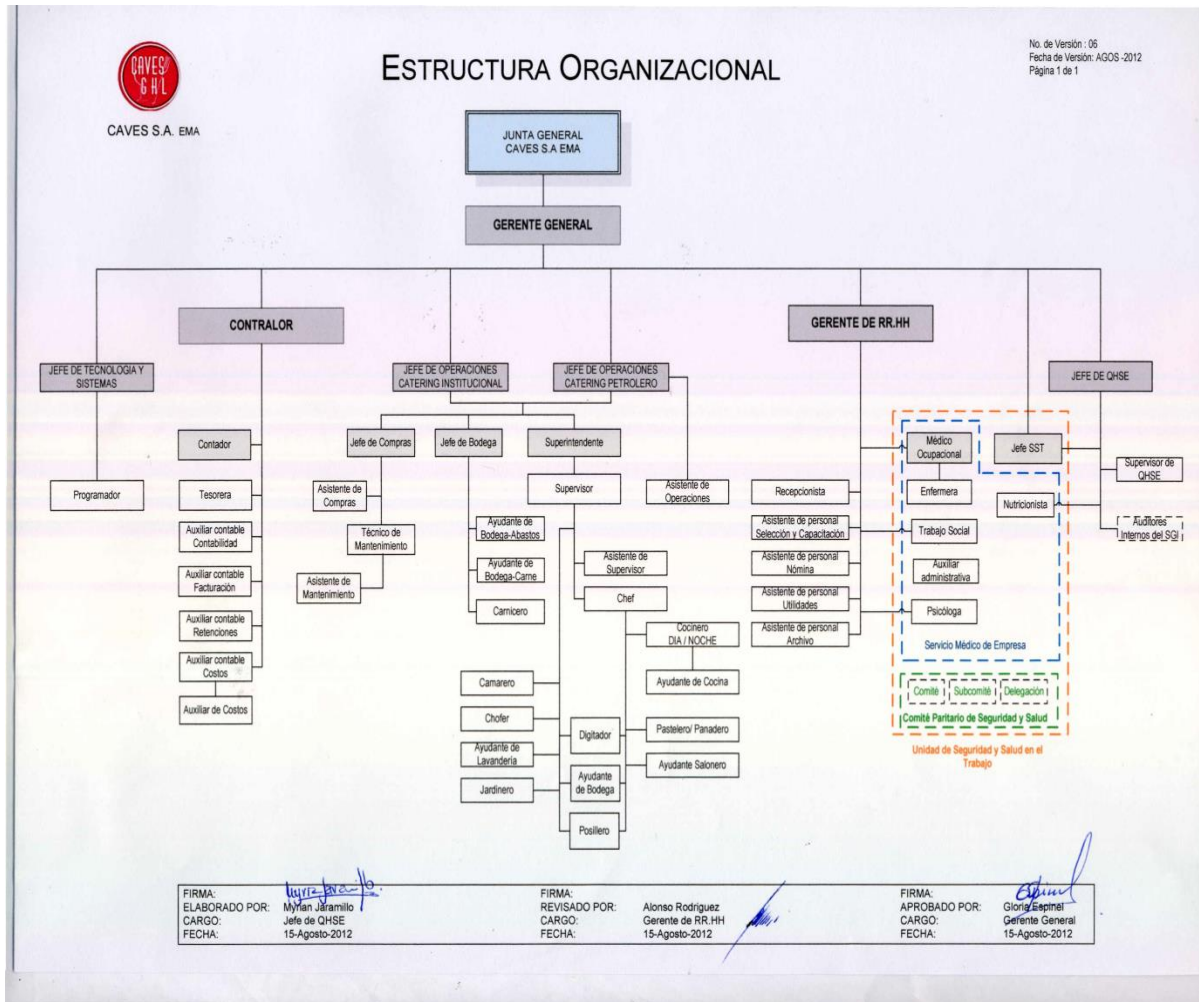 CAVES
GHL
CAVES S.A. EMA
ESTRUCTURA ORGANIZACIONAL
No. de Versión : 06
Fecha de Versión: AGOS -2012
Página 1 de 1
JUNTA GENERAL
CAVES S.A EMA
GERENTE GENERAL
CONTRALOR
GERENTE DE RR.HH
JEFE DE TECNOLOGIA Y
SISTEMAS
JEFE DE OPERACIONES
CATERING INSTITUCIONAL
JEFE DE OPERACIONES
CATERING PETROLERO
JEFE DE QHSE
Programador
Contador
Tesorera
Auxiliar contable
Contabilidad
Auxiliar contable
Facturación
Auxiliar contable
Retenciones
Auxiliar contable
Costos
Auxiliar de Costos
Jefe de Compras
Asistente de
Compras
Técnico de
Mantenimiento
Asistente de
Mantenimiento
Jefe de Bodega
Ayudante de
Bodega-Abastos
Ayudante de
Bodega-Carne
Carnicero
Superintendente
Supervisor
Asistente de
Supervisor
Chef
Cocinero
DIA / NOCHE
Ayudante de Cocina
Pastelero/ Panadero
Ayudante Salonero
Camarero
Chofer
Ayudante de
Lavandería
Jardinero
Digitador
Ayudante
de Bodega
Posillero
Asistente de
Operaciones
Recepcionista
Asistente de personal
Selección y Capacitación
Asistente de personal
Nómina
Asistente de personal
Utilidades
Asistente de personal
Archivo
Médico
Ocupacional
Enfermera
Trabajo Social
Auxiliar
administrativa
Psicóloga
Servicio Médico de Empresa
Jefe SST
Nutricionista
Supervisor de
QHSE
Auditores
Internos del SGI
Comité
Subcomité
Delegación
Comité Paritario de Seguridad y Salud
Unidad de Seguridad y Salud en el
Trabajo
FIRMA:
ELABORADO POR: Myrian Jaramillo
CARGO: Jefe de QHSE
FECHA: 15-Agosto-2012
FIRMA:
REVISADO POR: Alonso Rodriguez
CARGO: Gerente de RR.HH
FECHA: 15-Agosto-2012
FIRMA:
APROBADO POR: Gloria Espinel
CARGO: Gerente General
FECHA: 15-Agosto-2012